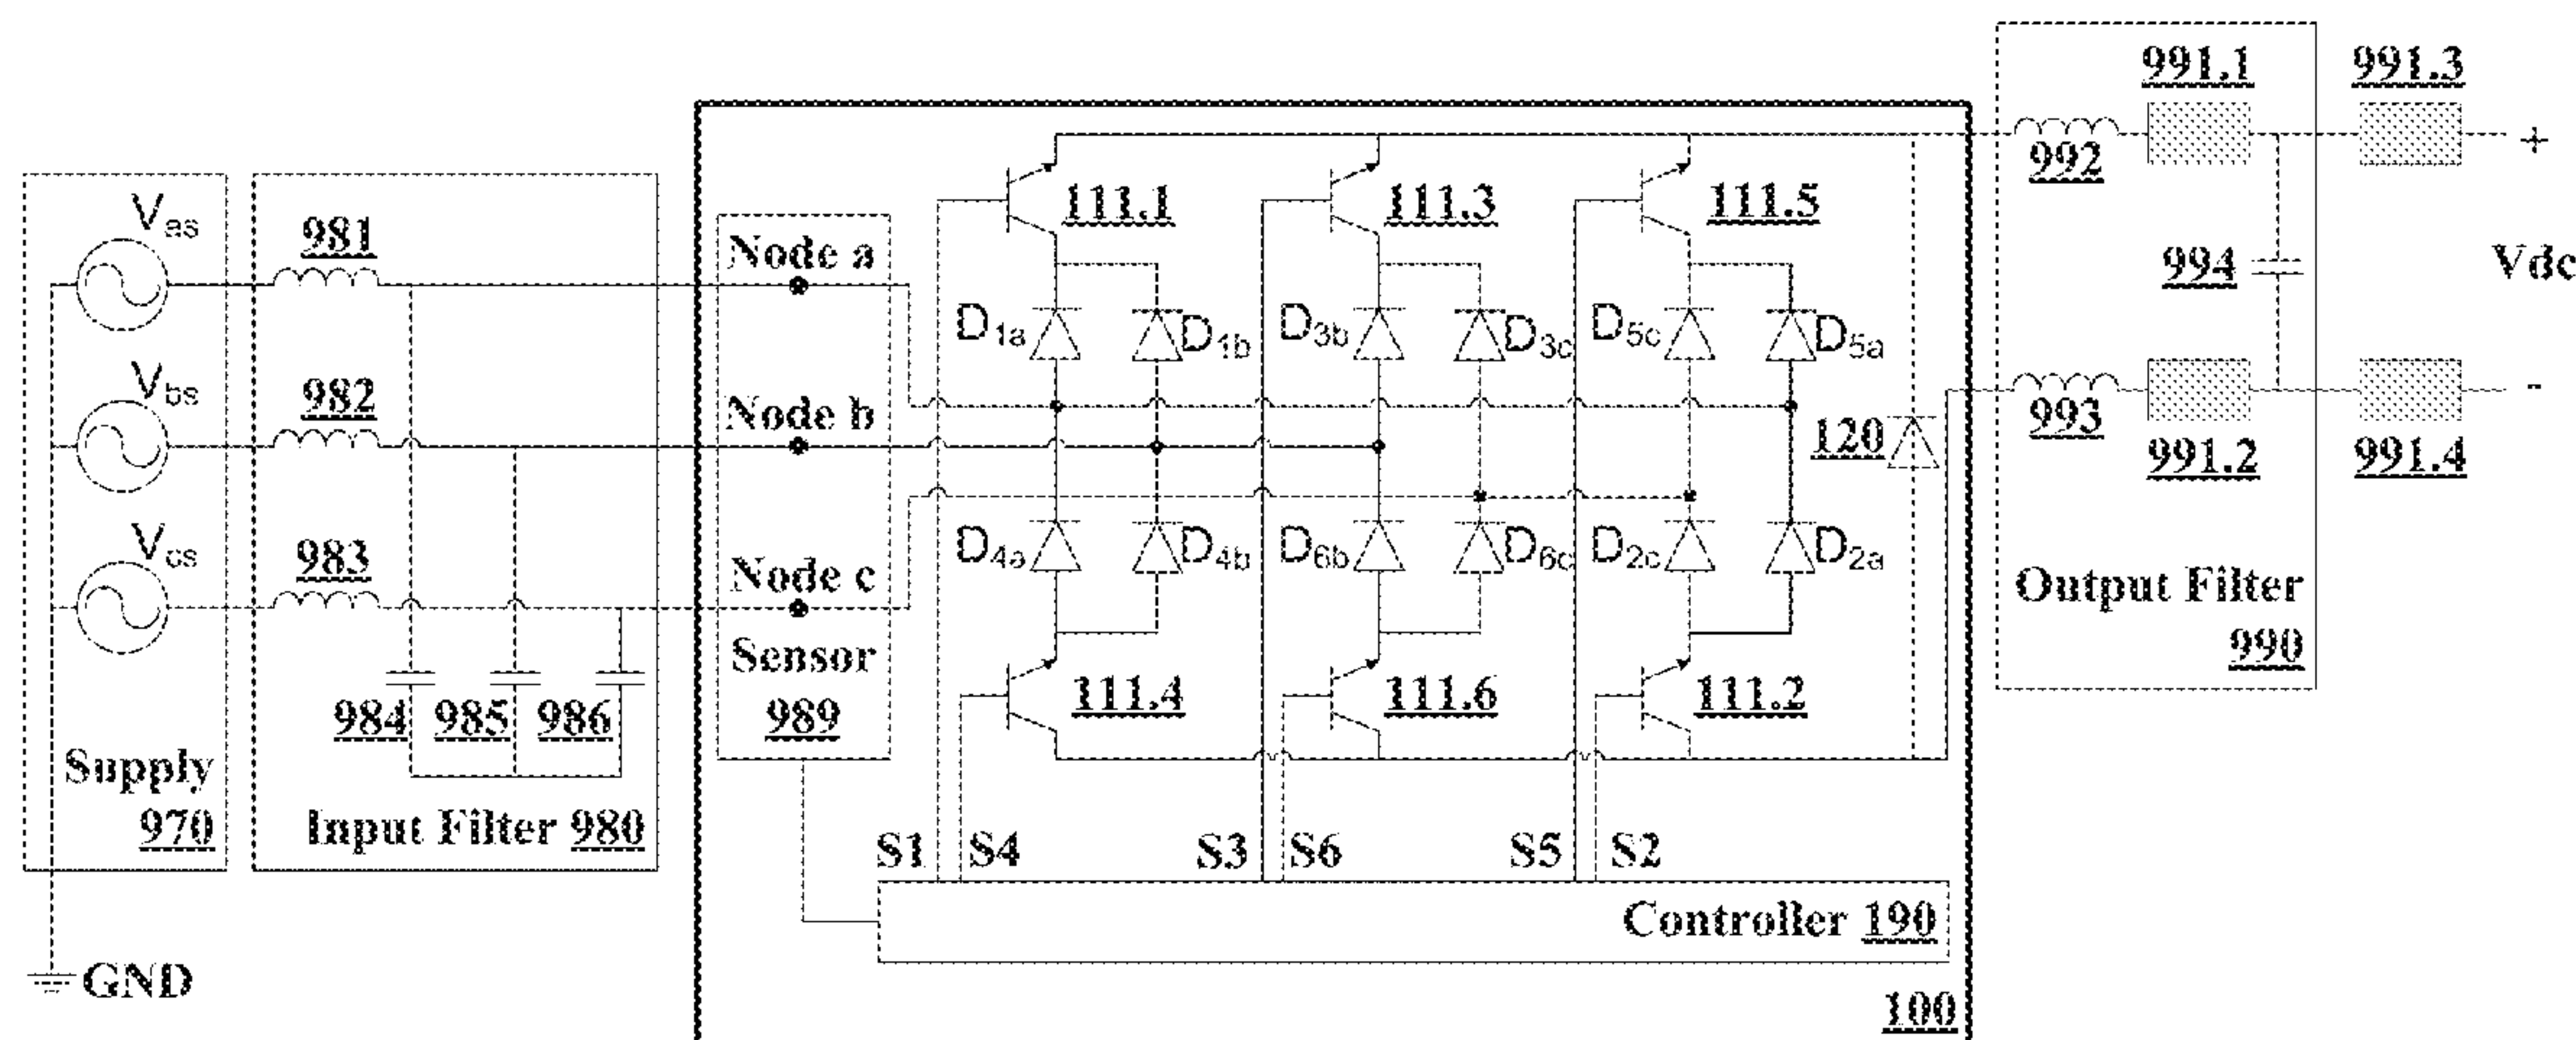 991.1
991.3
992
+
V as
981
Node a
111.1
111.3
111.5
994
Vdc
D1a
D1b
D3b
D3c
D5c
D5a
V bs
982
Node b
120
993
991.2
991.4
-
V cs
983
Node c
D4a
D4b
D6b
D6c
D2c
D2a
Output Filter
990
Sensor
989
111.4
111.6
111.2
984
985
986
Supply
970
Input Filter 980
S1
S4
S3
S6
S5
S2
Controller 190
GND
100